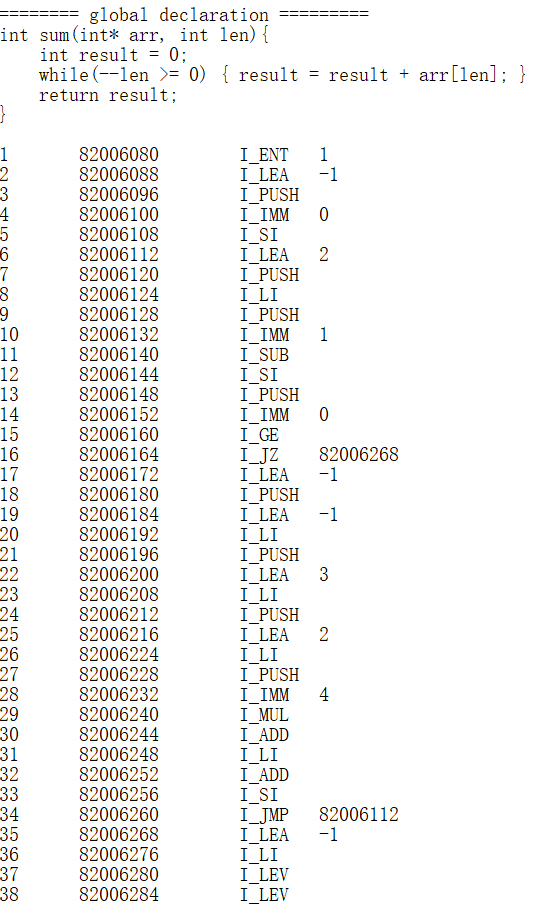 ======== global declaration =========
int sum(int* arr, int len){
    int result = 0;
    while(--len >= 0) { result = result + arr[len]; }
    return result;
}
1 82006080 I_ENT 1
2 82006088 I_LEA -1
3 82006096 I_PUSH
4 82006100 I_IMM 0
5 82006108 I_SI
6 82006112 I_LEA 2
7 82006120 I_PUSH
8 82006124 I_LI
9 82006128 I_PUSH
10 82006132 I_IMM 1
11 82006140 I_SUB
12 82006144 I_SI
13 82006148 I_PUSH
14 82006152 I_IMM 0
15 82006160 I_GE
16 82006164 I_JZ 82006268
17 82006172 I_LEA -1
18 82006180 I_PUSH
19 82006184 I_LEA -1
20 82006192 I_LI
21 82006196 I_PUSH
22 82006200 I_LEA 3
23 82006208 I_LI
24 82006212 I_PUSH
25 82006216 I_LEA 2
26 82006224 I_LI
27 82006228 I_PUSH
28 82006232 I_IMM 4
29 82006240 I_MUL
30 82006244 I_ADD
31 82006248 I_LI
32 82006252 I_ADD
33 82006256 I_SI
34 82006260 I_JMP 82006112
35 82006268 I_LEA -1
36 82006276 I_LI
37 82006280 I_LEV
38 82006284 I_LEV